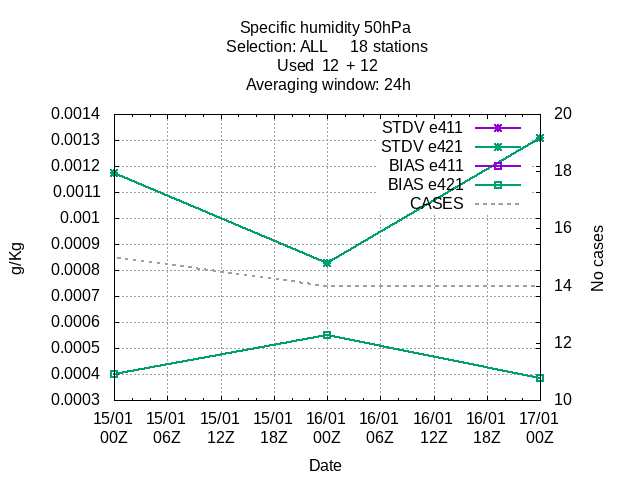 Specific humidity 50hPa
Selection: ALL 18 stations
Used 12 + 12
Averaging window: 24h
0.0014
0.0013
0.0012
0.0011
0.001
0.0009
0.0008
0.0007
0.0006
0.0005
0.0004
0.0003
g/Kg
STDV e411
STDV e421
BIAS e411
BIAS e421
CASES
20
18
16
14
12
10
No cases
15/01 15/01 15/01 15/01 16/01 16/01 16/01 16/01 17/01
00Z 06Z 12Z 18Z 00Z 06Z 12Z 18Z 00Z
Date